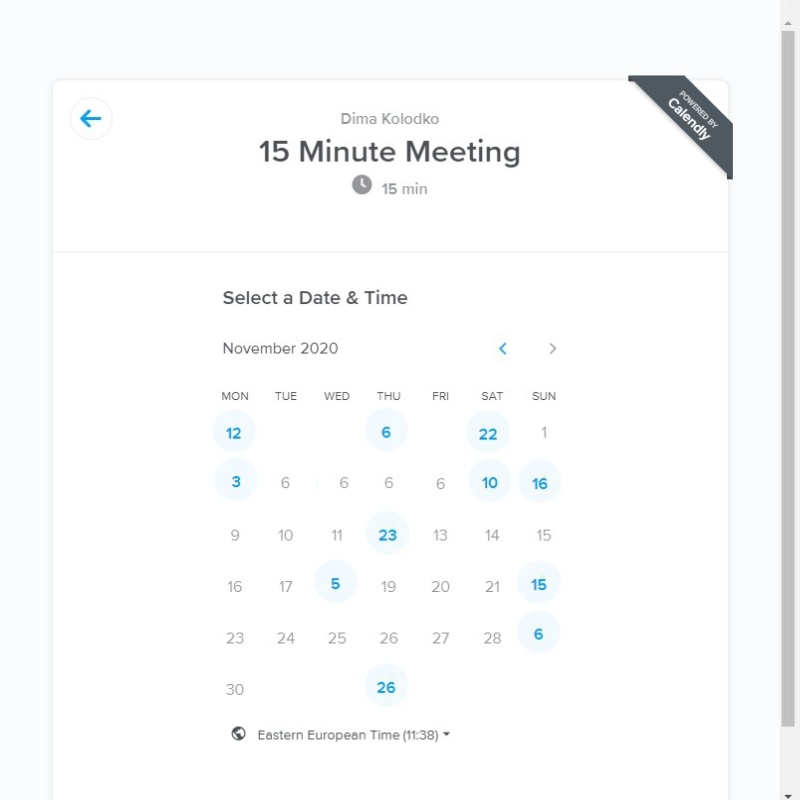 Dima Kolodko
POWERED BY
Calendly
15 Minute Meeting
15 min
Select a Date & Time
November 2020
MON TUE WED THU FRI SAT SUN
12 6 22 1
3 6 6 6 6 10 16
9 10 11 23 13 14 15
16 17 5 19 20 21 15
23 24 25 26 27 28 6
30 26
Eastern European Time (11:38)